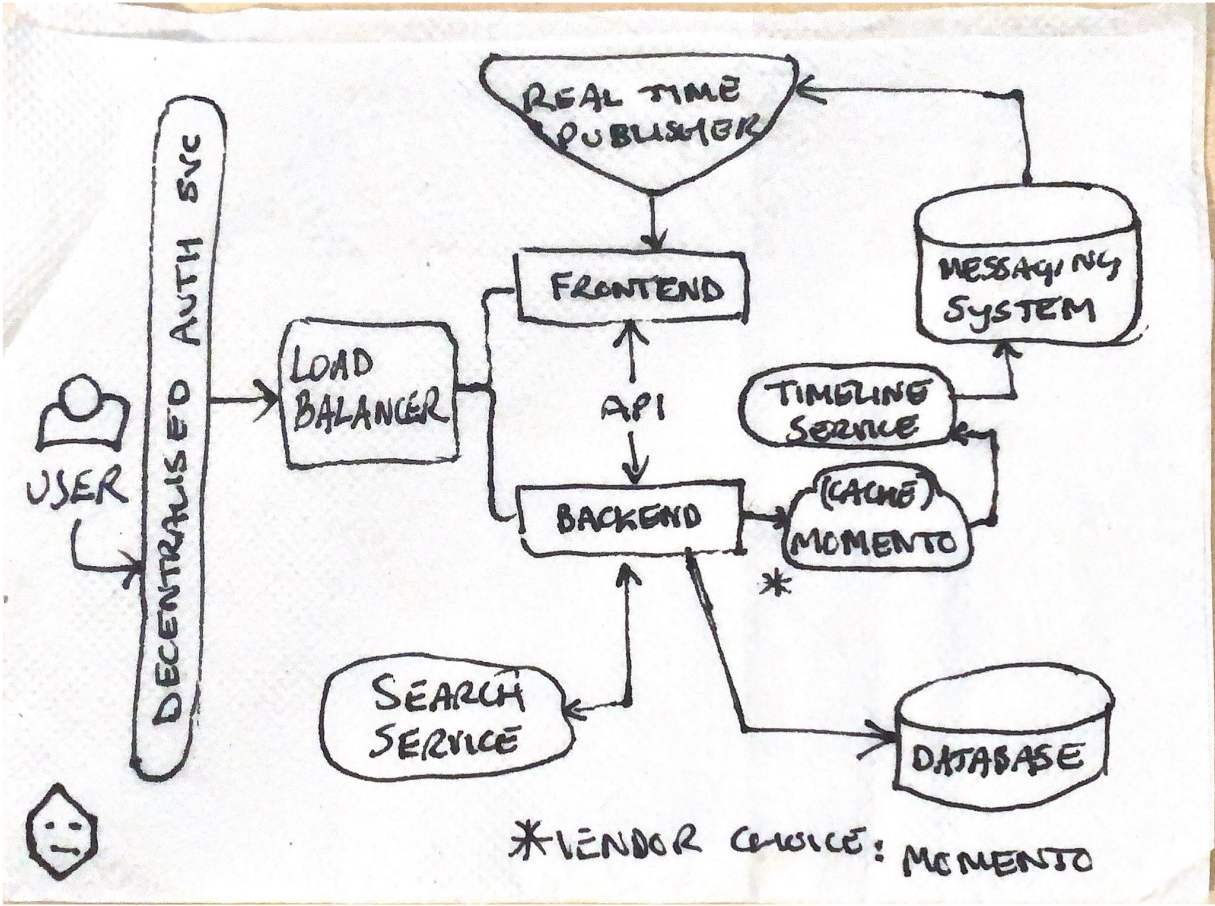 REAL TIME
PUBLISHER
DECENTRALISED AUTH SVC
MESSAGING
SYSTEM
FRONTEND
LOAD
BALANCER
TIMELINE
SERVICE
API
USER
(CACHE)
MOMENTO
BACKEND
*
SEARCH
SERVICE
DATABASE
*VENDOR CHOICE: MOMENTO